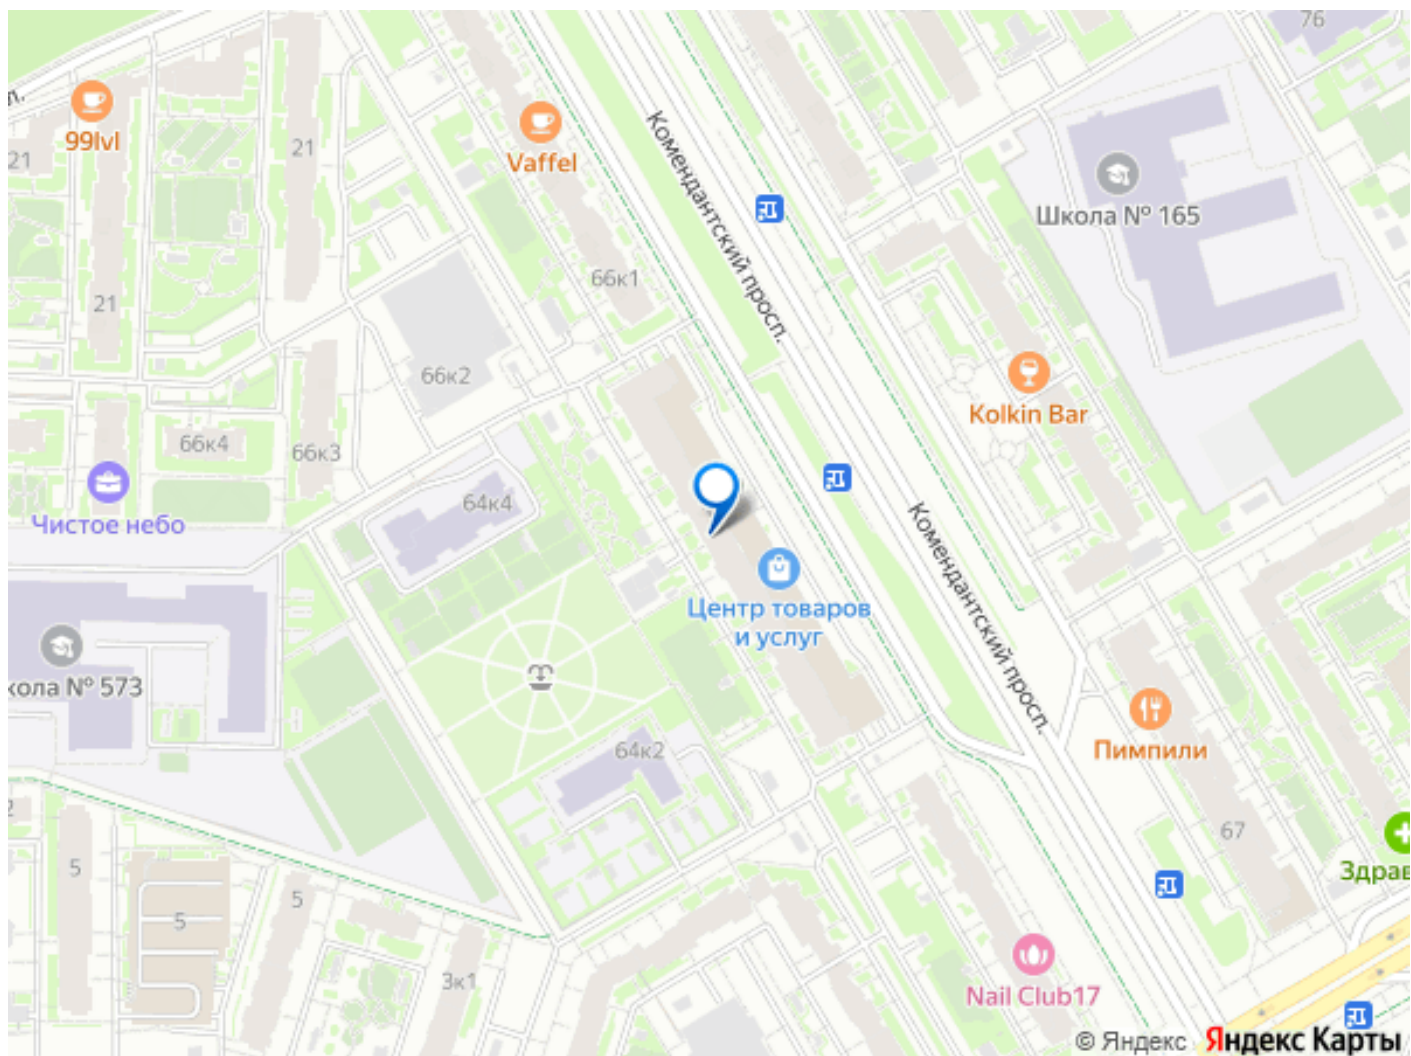 76
99lvl
Vaffel
21
21
Комендантский просп.
Школа № 165
66к1
21
66к2
Kolkin Bar
66к4
66к3
64к4
Чистое небо
Центр товаров
и услуг
Комендантский просп.
кола № 573
64к2
Пимпили
67
5
Здрав
5
5
3к1
Nail Club17
© Яндекс Яндекс Карты